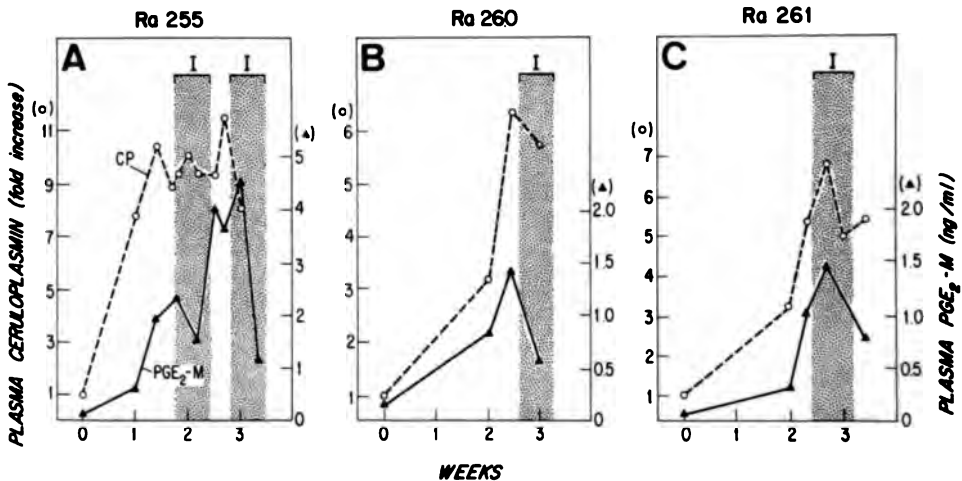 Ra 255
Ra 260
Ra 261
A
I
I
B
I
C
I
PLASMA CERULOPLASMIN (fold increase)
(o)
11
9
7
5
3
1
CP
PGE₂-M
(▲)
5
4
3
2
1
0
0
1
2
3
(o)
6
5
4
3
2
1
(▲)
2.0
1.5
1.0
0.5
0
0
1
2
3
(o)
7
6
5
4
3
2
1
(▲)
2.0
1.5
1.0
0.5
0
0
1
2
3
PLASMA PGE₂-M (ng/ml)
WEEKS